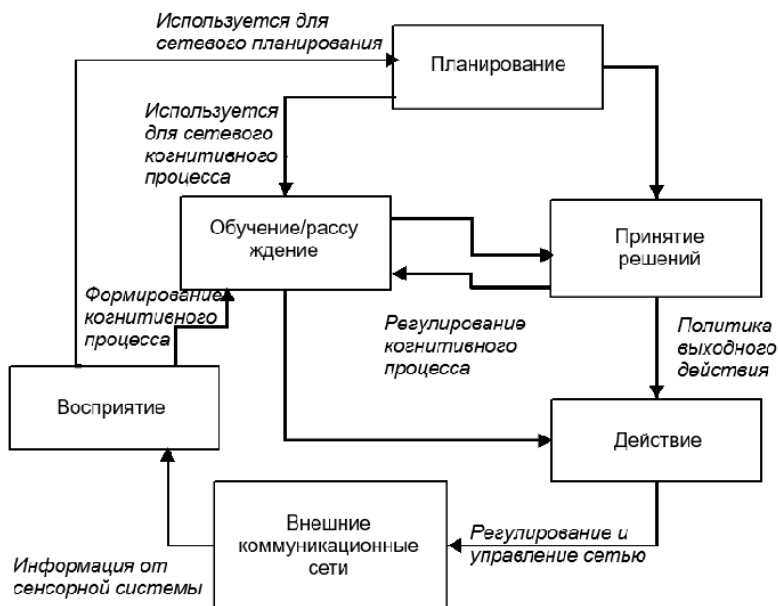 Используется для
сетевого планирования
Планирование
Используется
для сетевого
когнитивного
процесса
Обучение/рассу
ждение
Принятие
решений
Формирование
когнитивного
процесса
Регулирование
когнитивного
процесса
Политика
выходного
действия
Восприятие
Действие
Внешние
коммуникационные
сети
Регулирование и
управление сетью
Информация от
сенсорной системы